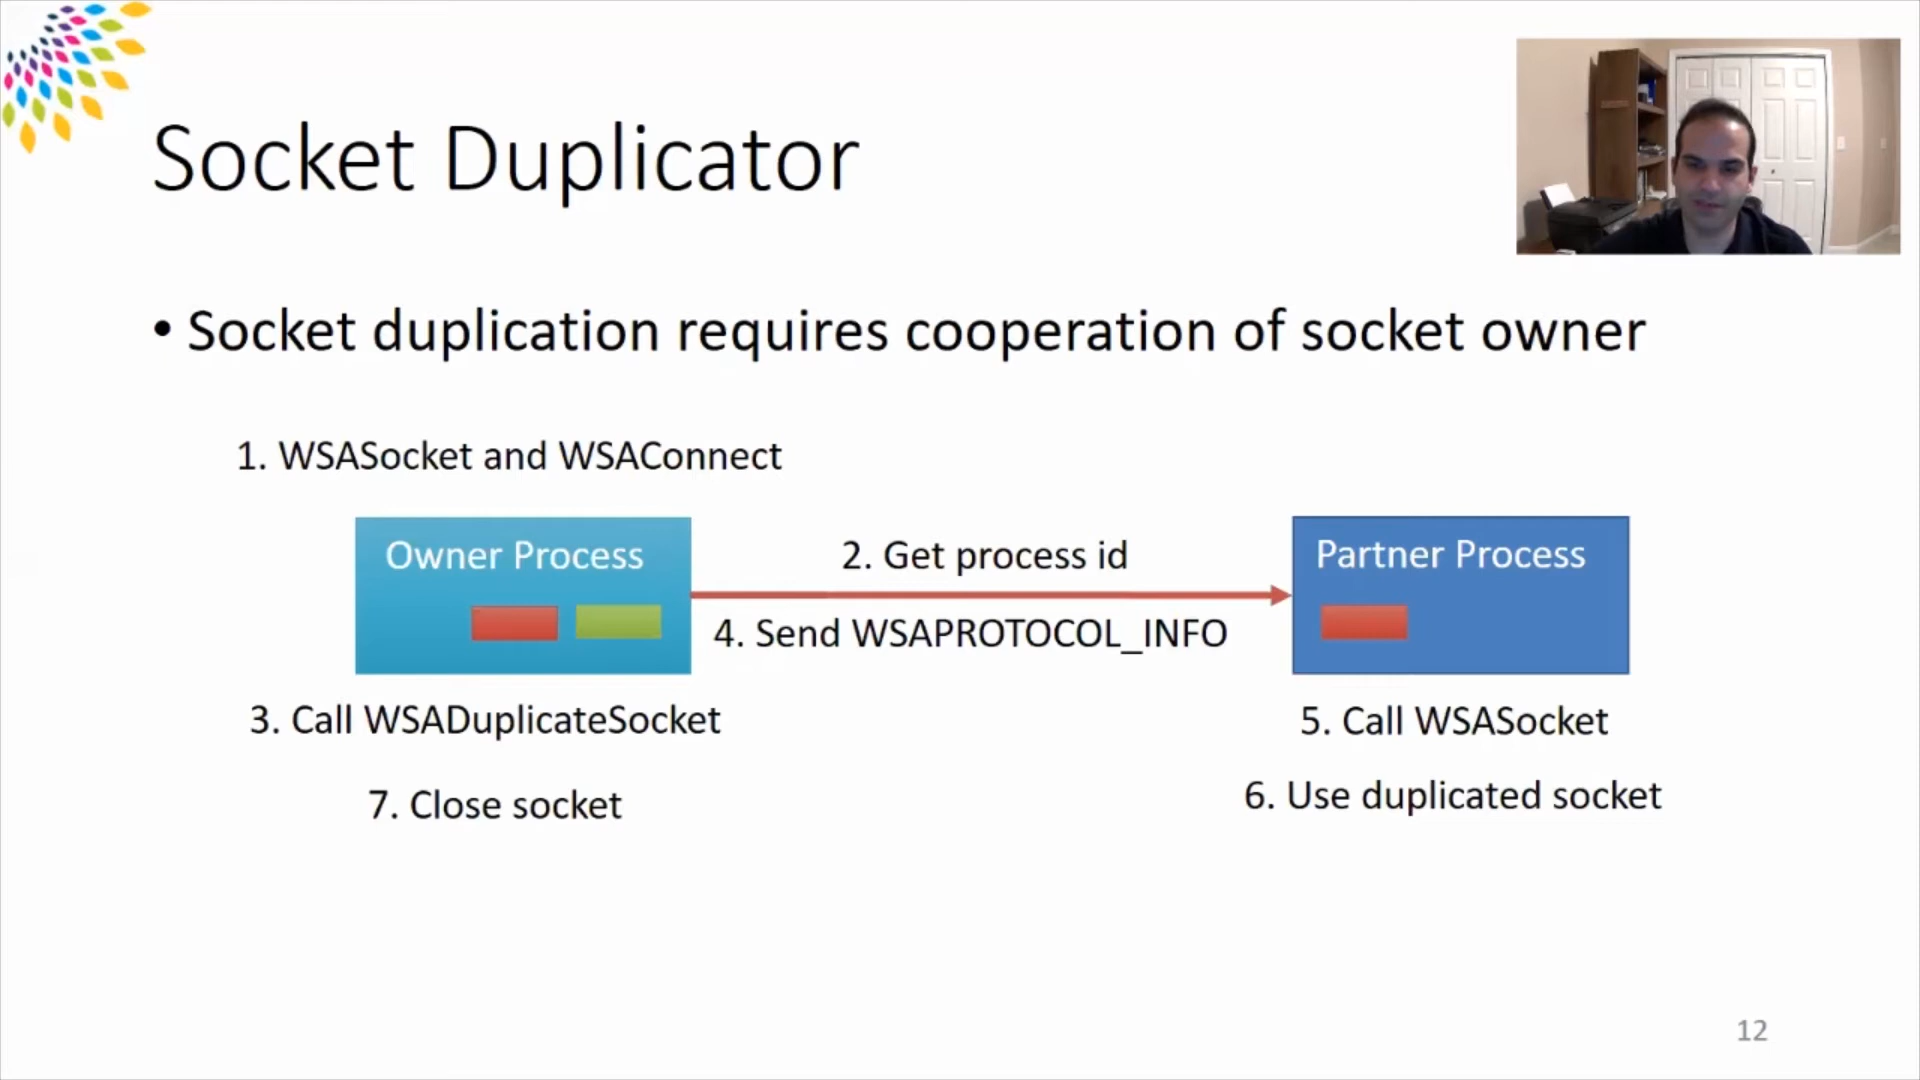 Socket Duplicator
• Socket duplication requires cooperation of socket owner
1. WSASocket and WSAConnect
Owner Process
2. Get process id
Partner Process
4. Send WSAPROTOCOL_INFO
3. Call WSADuplicateSocket
5. Call WSASocket
7. Close socket
6. Use duplicated socket
12